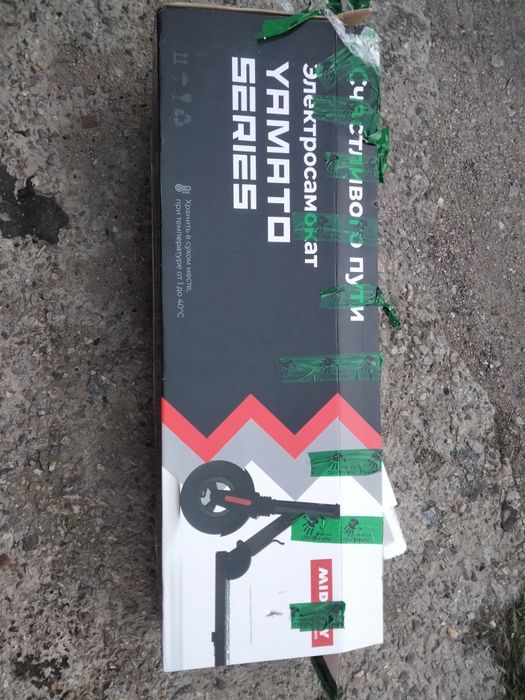 Счастливого пути
Электросамокат
YAMATO
SERIES
Хранить в сухом месте,
при температуре от 1 до 40°С